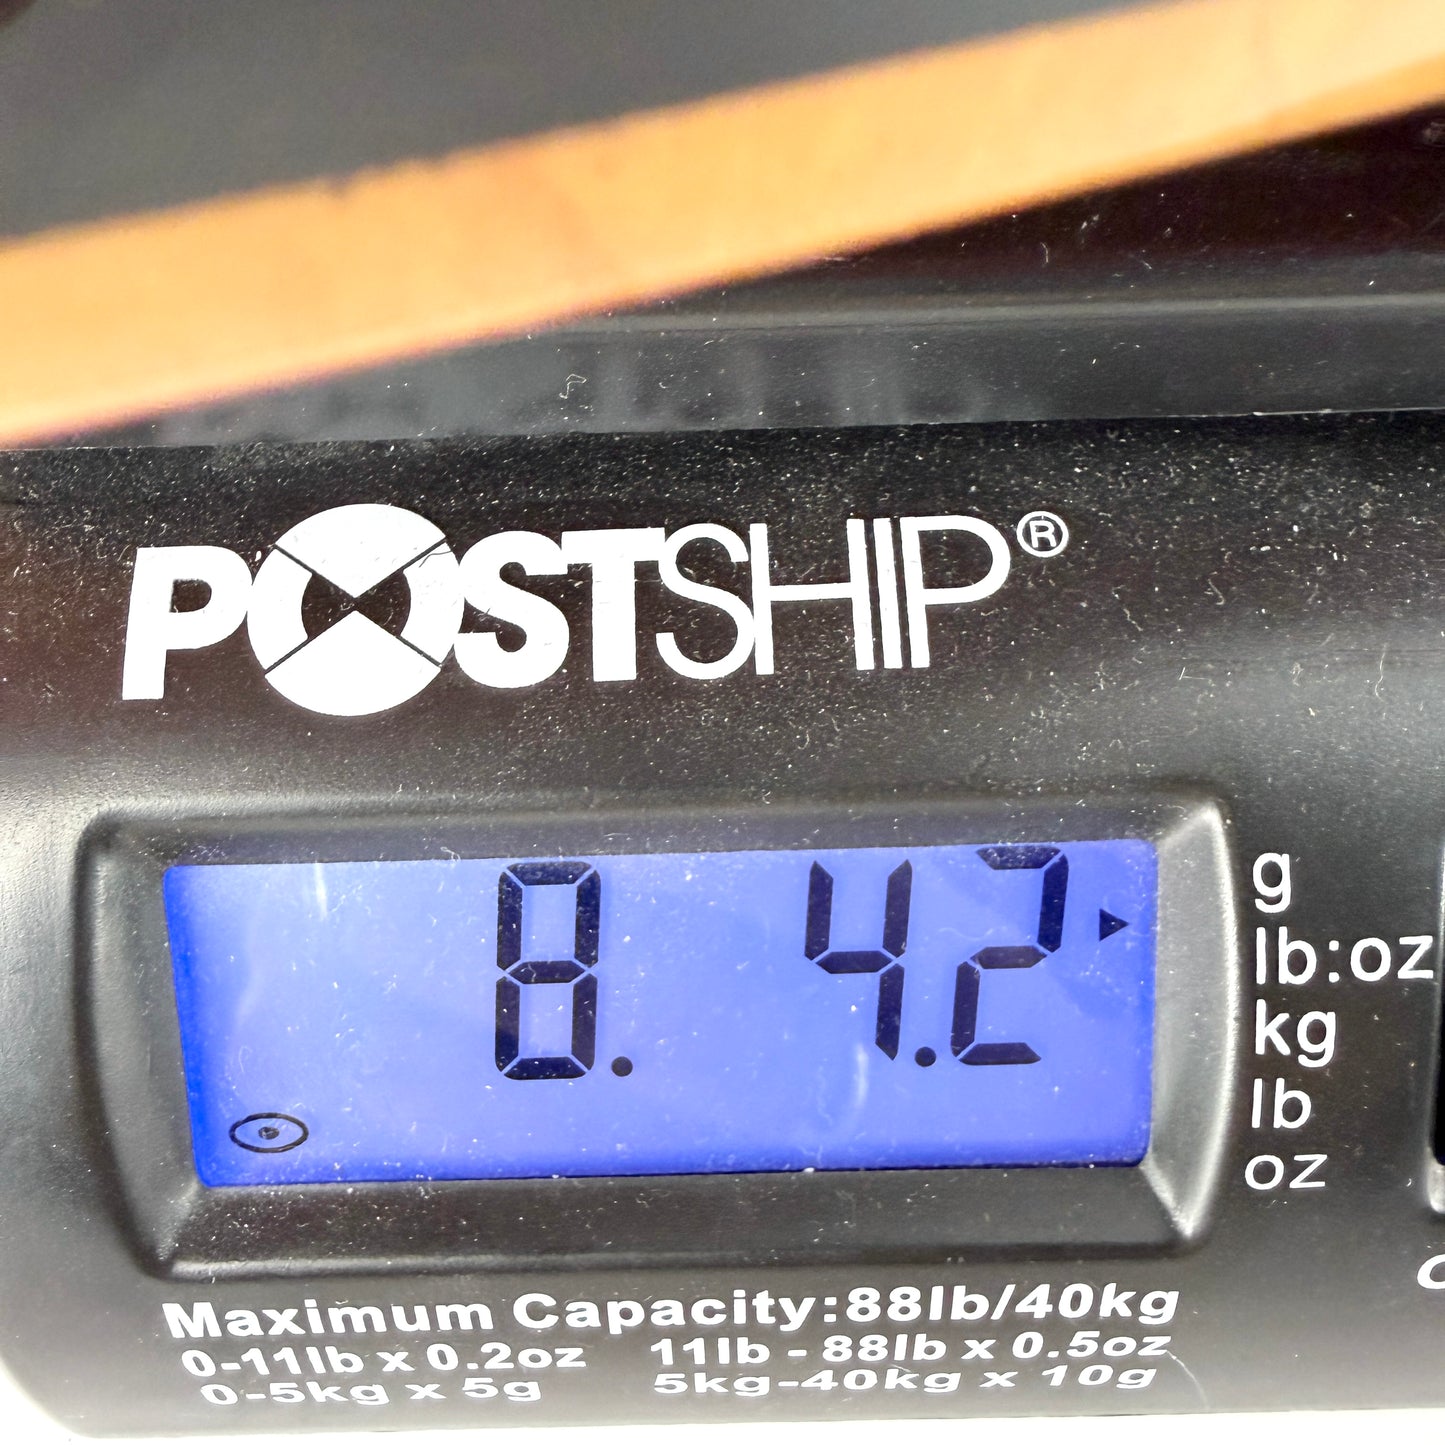 POSTSHIP®
8. 4.2
g
lb:oz
kg
lb
oz
Maximum Capacity:88lb/40kg
0-11lb x 0.2oz 11lb - 88lb x 0.5oz
0-5kg x 5g 5kg-40kg x 10g